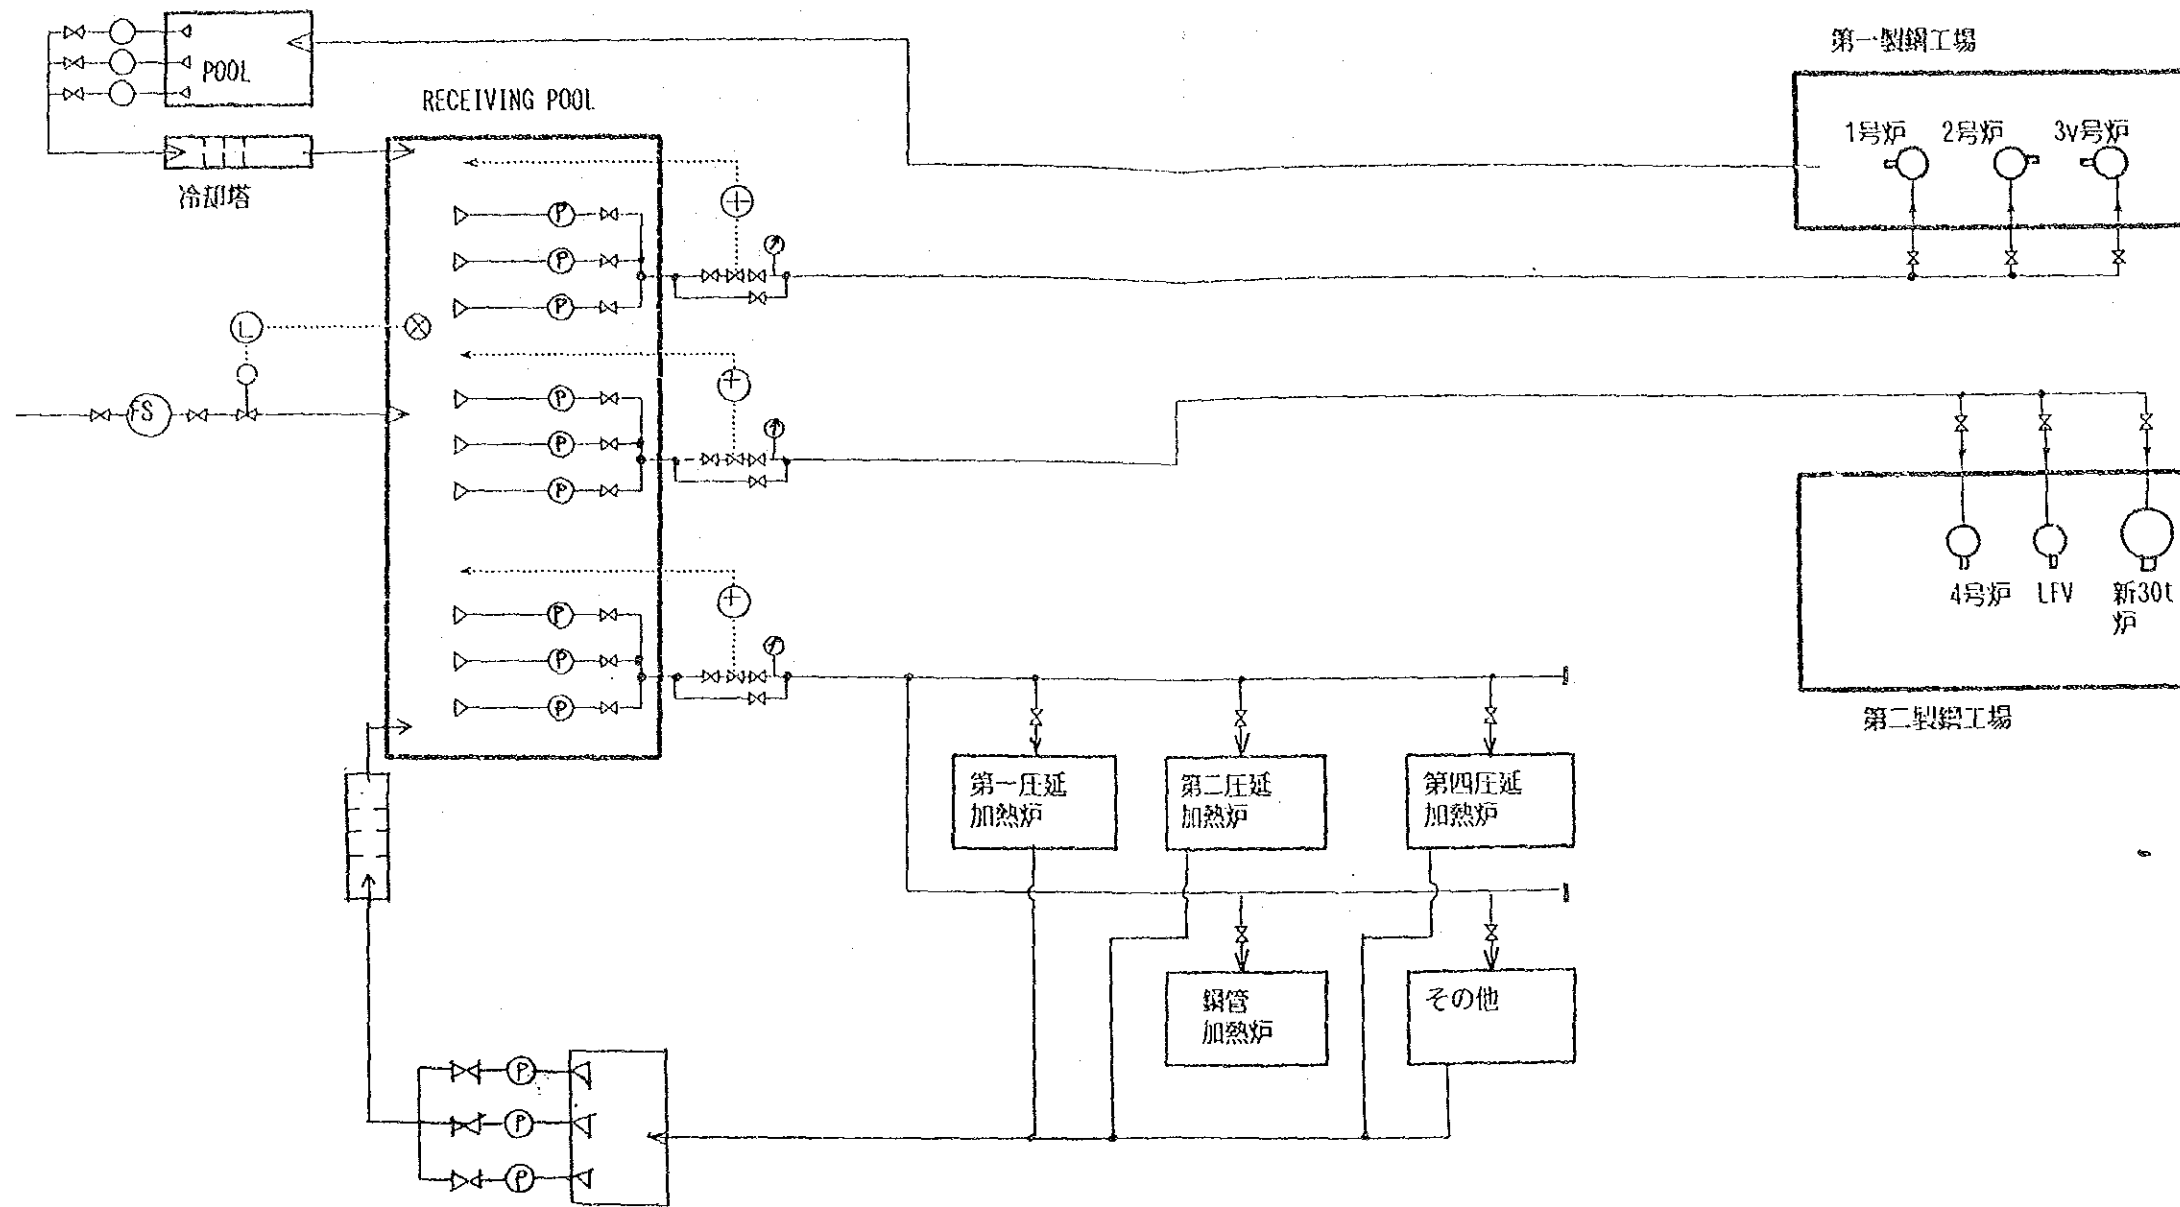 第一製鋼工場
POOL
RECEIVING POOL
1号炉 2号炉 3v号炉
冷却塔
P
P
P
L
P
FS
P
P
4号炉 LFV 新30t
炉
P
P
P
第二製鋼工場
第一圧延
加熱炉
第二圧延
加熱炉
第四圧延
加熱炉
鋼管
加熱炉
その他
P
P
P